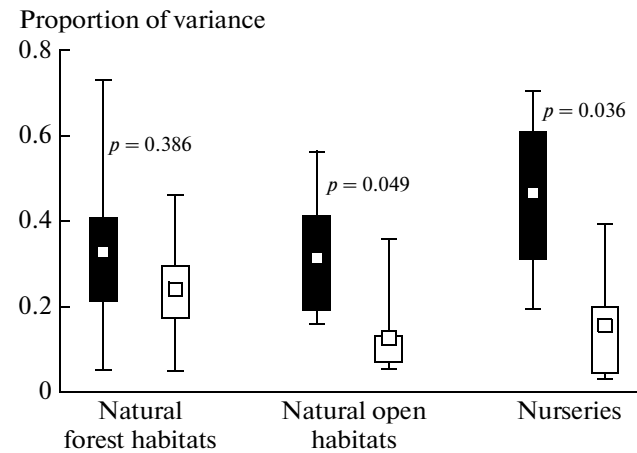 Proportion of variance
0.8
0.6
0.4
0.2
0
p = 0.386
p = 0.049
p = 0.036
Natural
forest habitats
Natural open
habitats
Nurseries